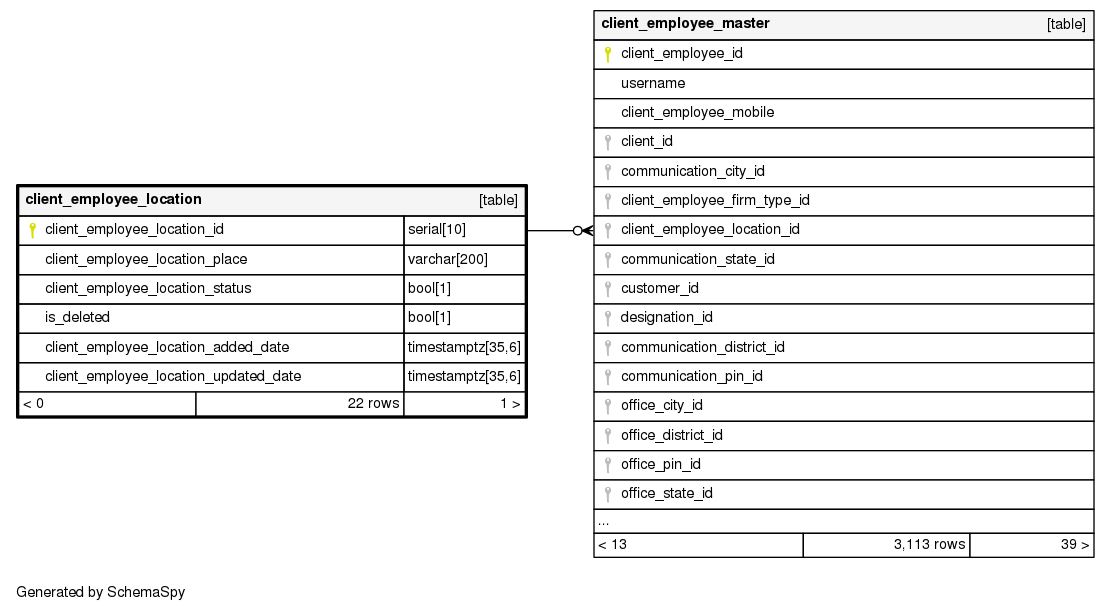 client_employee_location [table]
client_employee_location_id serial[10]
client_employee_location_place varchar[200]
client_employee_location_status bool[1]
is_deleted bool[1]
client_employee_location_added_date timestamptz[35,6]
client_employee_location_updated_date timestamptz[35,6]
< 0 22 rows 1 >
client_employee_master [table]
client_employee_id
username
client_employee_mobile
client_id
communication_city_id
client_employee_firm_type_id
client_employee_location_id
communication_state_id
customer_id
designation_id
communication_district_id
communication_pin_id
office_city_id
office_district_id
office_pin_id
office_state_id
...
< 13 3,113 rows 39 >
Generated by SchemaSpy